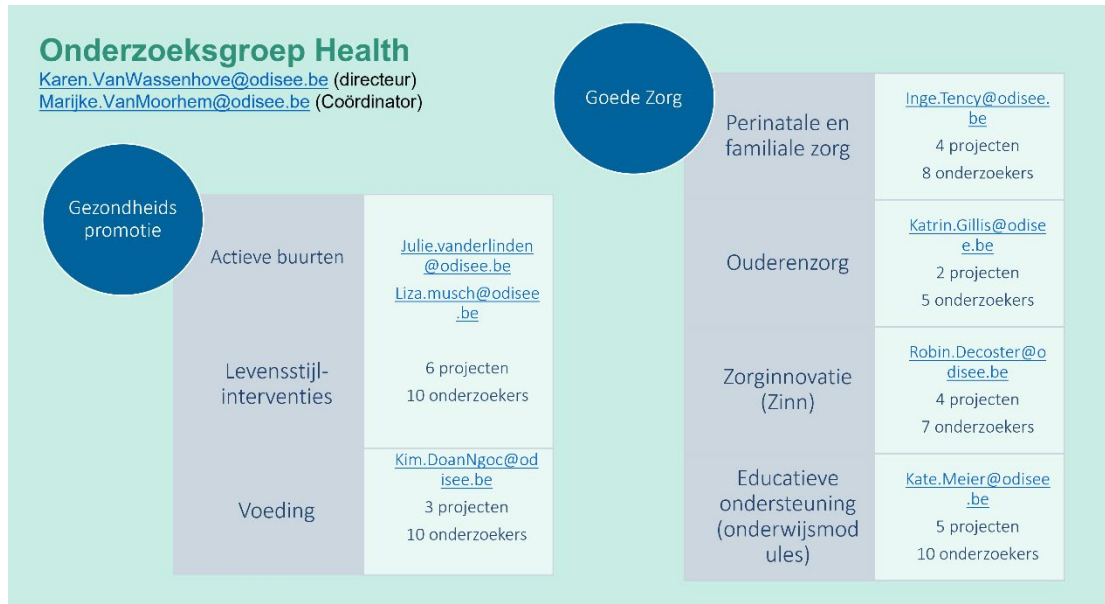 Onderzoeksgroep Health
Karen.VanWassenhove@odisee.be (directeur)
Marijke.VanMoorhem@odisee.be (Coördinator)
Gezondheids
promotie
Actieve buurten
Julie.vanderlinden
@odisee.be
Liza.musch@odisee
.be
Levensstijl-
interventies
6 projecten
10 onderzoekers
Voeding
Kim.DoanNgoc@od
isee.be
3 projecten
10 onderzoekers
Goede Zorg
Perinatale en
familiale zorg
Inge.Tency@odisee.
be
4 projecten
8 onderzoekers
Ouderenzorg
Katrin.Gillis@odise
e.be
2 projecten
5 onderzoekers
Zorginnovatie
(Zinn)
Robin.Decoster@o
disee.be
4 projecten
7 onderzoekers
Educatieve
ondersteuning
(onderwijsmod
ules)
Kate.Meier@odisee
.be
5 projecten
10 onderzoekers